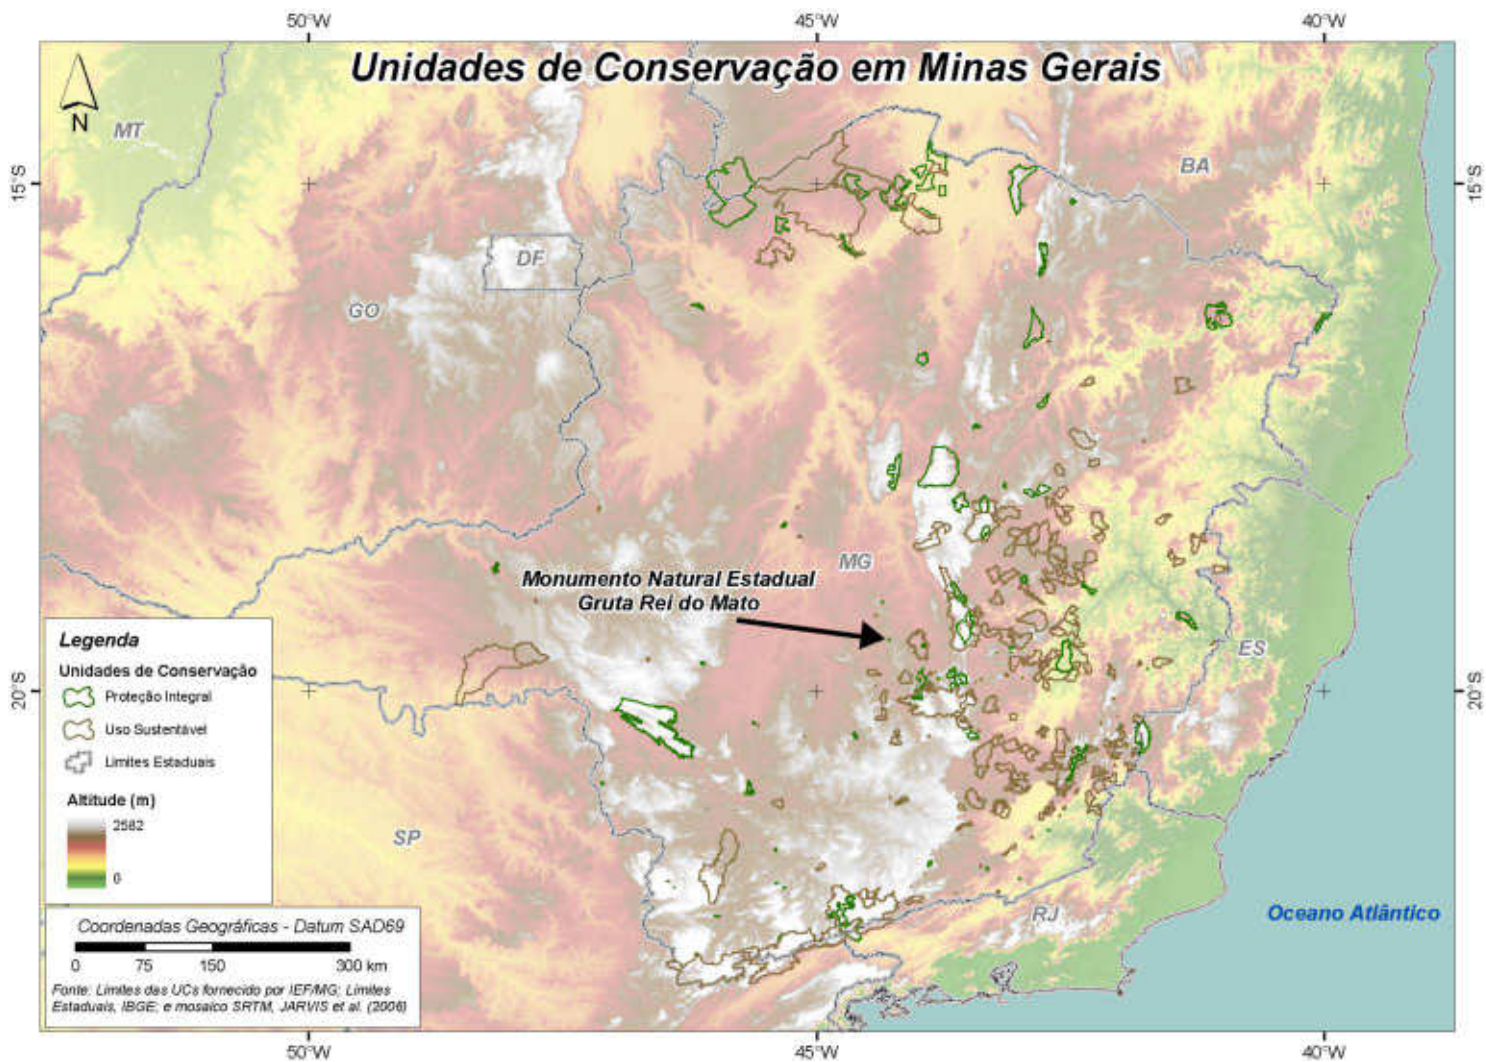 50°W 45°W 40°W
Unidades de Conservação em Minas Gerais
N
MT
BA
15°S 15°S
DF
GO
MG
Monumento Natural Estadual
Gruta Rei do Mato
ES
Legenda
Unidades de Conservação
Proteção Integral
Uso Sustentável
Limites Estaduais
Altitude (m)
2582
0
20°S 20°S
SP
RJ
Oceano Atlântico
Coordenadas Geográficas - Datum SAD69
0 75 150 300 km
Fonte: Limites das UCs fornecido por IEF/MG; Limites
Estaduais, IBGE; e mosaico SRTM, JARVIS et al. (2006)
50°W 45°W 40°W